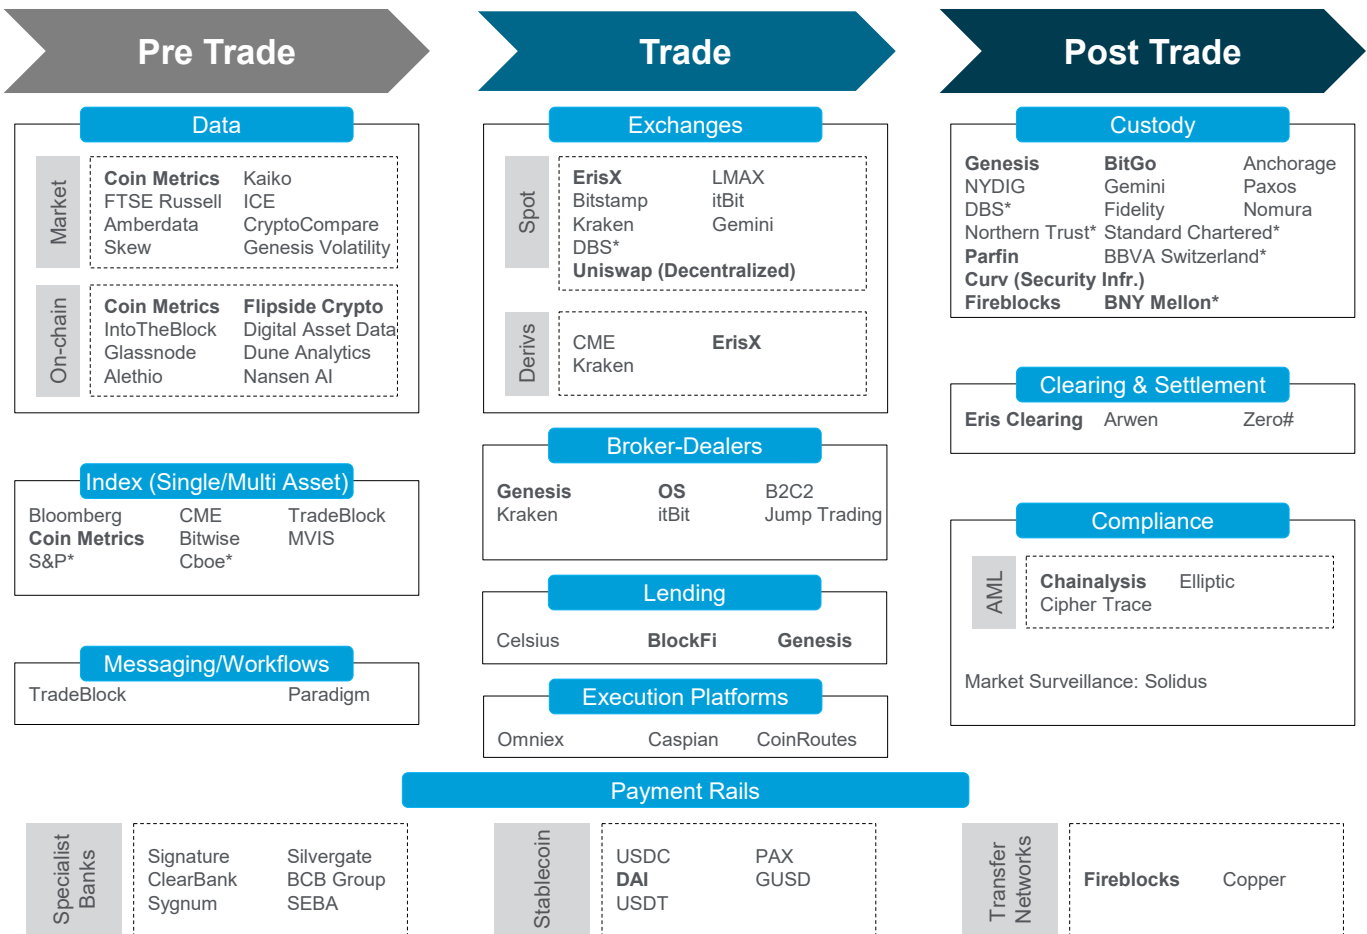 Pre Trade
Trade
Post Trade
Data
Market
Coin Metrics Kaiko
FTSE Russell ICE
Amberdata CryptoCompare
Skew Genesis Volatility
On-chain
Coin Metrics Flipside Crypto
IntoTheBlock Digital Asset Data
Glassnode Dune Analytics
Alethio Nansen AI
Index (Single/Multi Asset)
Bloomberg CME TradeBlock
Coin Metrics Bitwise MVIS
S&P* Cboe*
Messaging/Workflows
TradeBlock Paradigm
Exchanges
Spot
ErisX LMAX
Bitstamp itBit
Kraken Gemini
DBS*
Uniswap (Decentralized)
Derivs
CME ErisX
Kraken
Broker-Dealers
Genesis OS B2C2
Kraken itBit Jump Trading
Lending
Celsius BlockFi Genesis
Execution Platforms
Omniex Caspian CoinRoutes
Custody
Genesis BitGo Anchorage
NYDIG Gemini Paxos
DBS* Fidelity Nomura
Northern Trust* Standard Chartered*
Parfin BBVA Switzerland*
Curv (Security Infr.)
Fireblocks BNY Mellon*
Clearing & Settlement
Eris Clearing Arwen Zero#
Compliance
AML
Chainalysis Elliptic
Cipher Trace
Market Surveillance: Solidus
Payment Rails
Specialist
Banks
Signature Silvergate
ClearBank BCB Group
Sygnum SEBA
Stablecoin
USDC PAX
DAI GUSD
USDT
Transfer
Networks
Fireblocks Copper